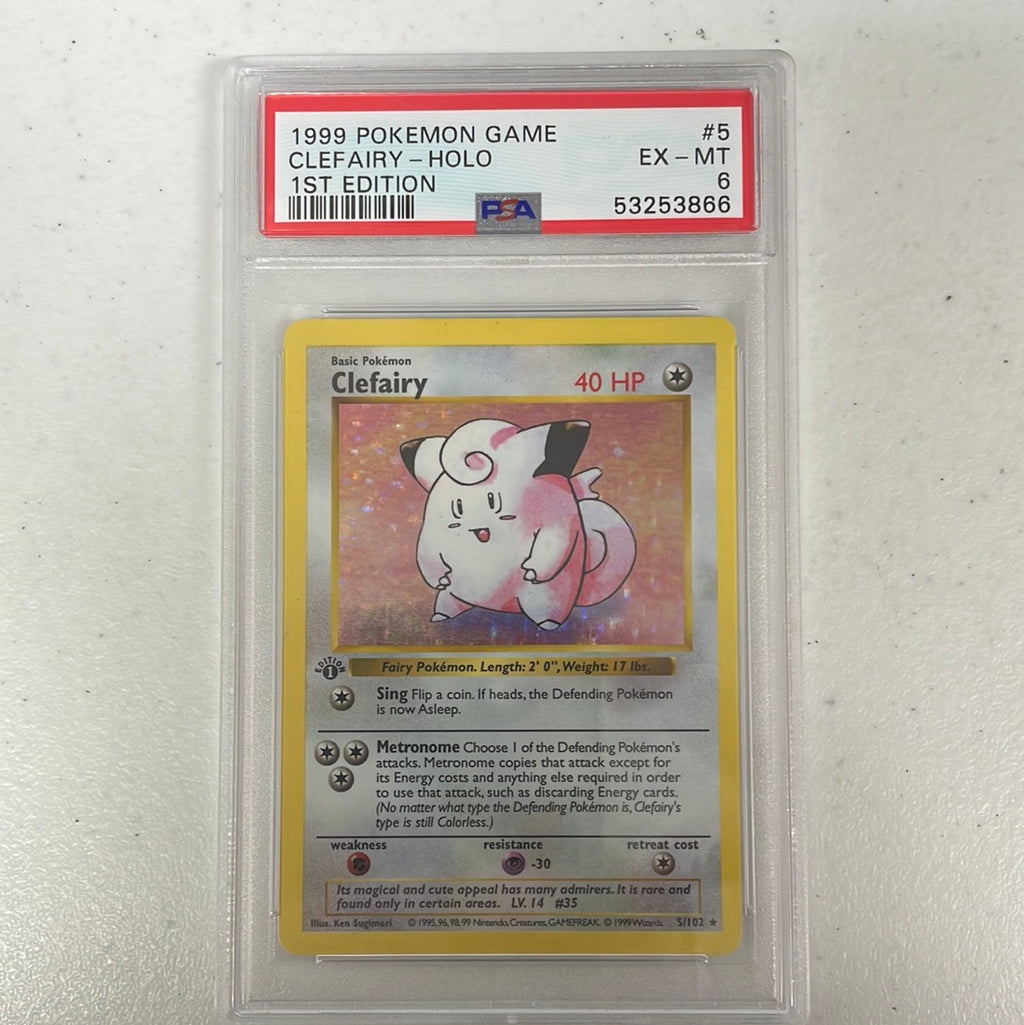 1999 POKEMON GAME #5
CLEFAIRY – HOLO EX – MT
1ST EDITION 6
PSA 53253866
Basic Pokémon
Clefairy 40 HP
EDITION
1
Fairy Pokémon. Length: 2' 0", Weight: 17 lbs.
Sing Flip a coin. If heads, the Defending Pokémon
is now Asleep.
Metronome Choose 1 of the Defending Pokémon's
attacks. Metronome copies that attack except for
its Energy costs and anything else required in order
to use that attack, such as discarding Energy cards.
(No matter what type the Defending Pokémon is, Clefairy's
type is still Colorless.)
weakness resistance retreat cost
-30
Its magical and cute appeal has many admirers. It is rare and
found only in certain areas. LV. 14 #35
Illus. Ken Sugimori © 1995, 96, 98, 99 Nintendo, Creatures, GAMEFREAK. © 1999 Wizards. 5/102 ★